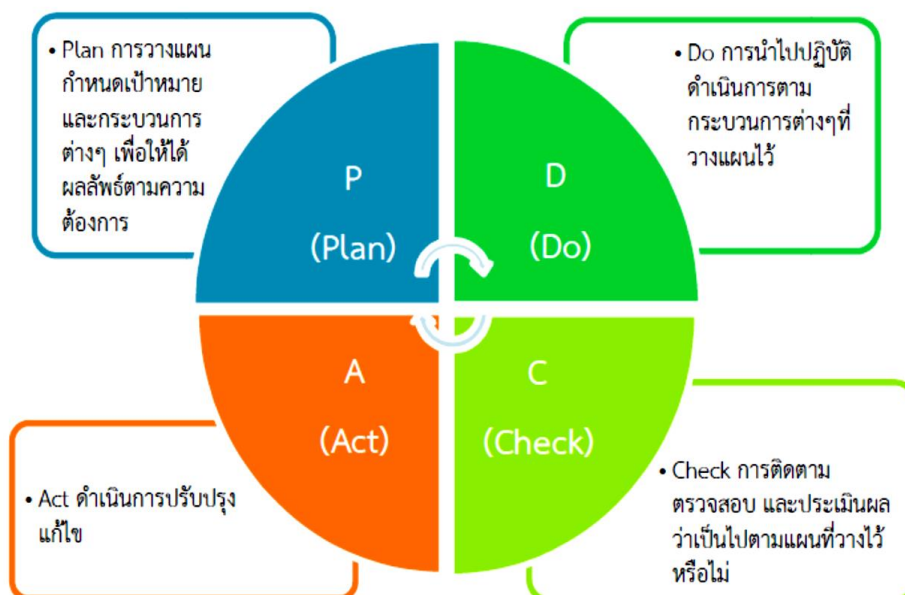 • Plan การวางแผน
กำหนดเป้าหมาย
และกระบวนการ
ต่างๆ เพื่อให้ได้
ผลลัพธ์ตามความ
ต้องการ
• Do การนำไปปฏิบัติ
ดำเนินการตาม
กระบวนการต่างๆที่
วางแผนไว้
P
(Plan)
D
(Do)
A
(Act)
C
(Check)
• Act ดำเนินการปรับปรุง
แก้ไข
• Check การติดตาม
ตรวจสอบ และประเมินผล
ว่าเป็นไปตามแผนที่วางไว้
หรือไม่